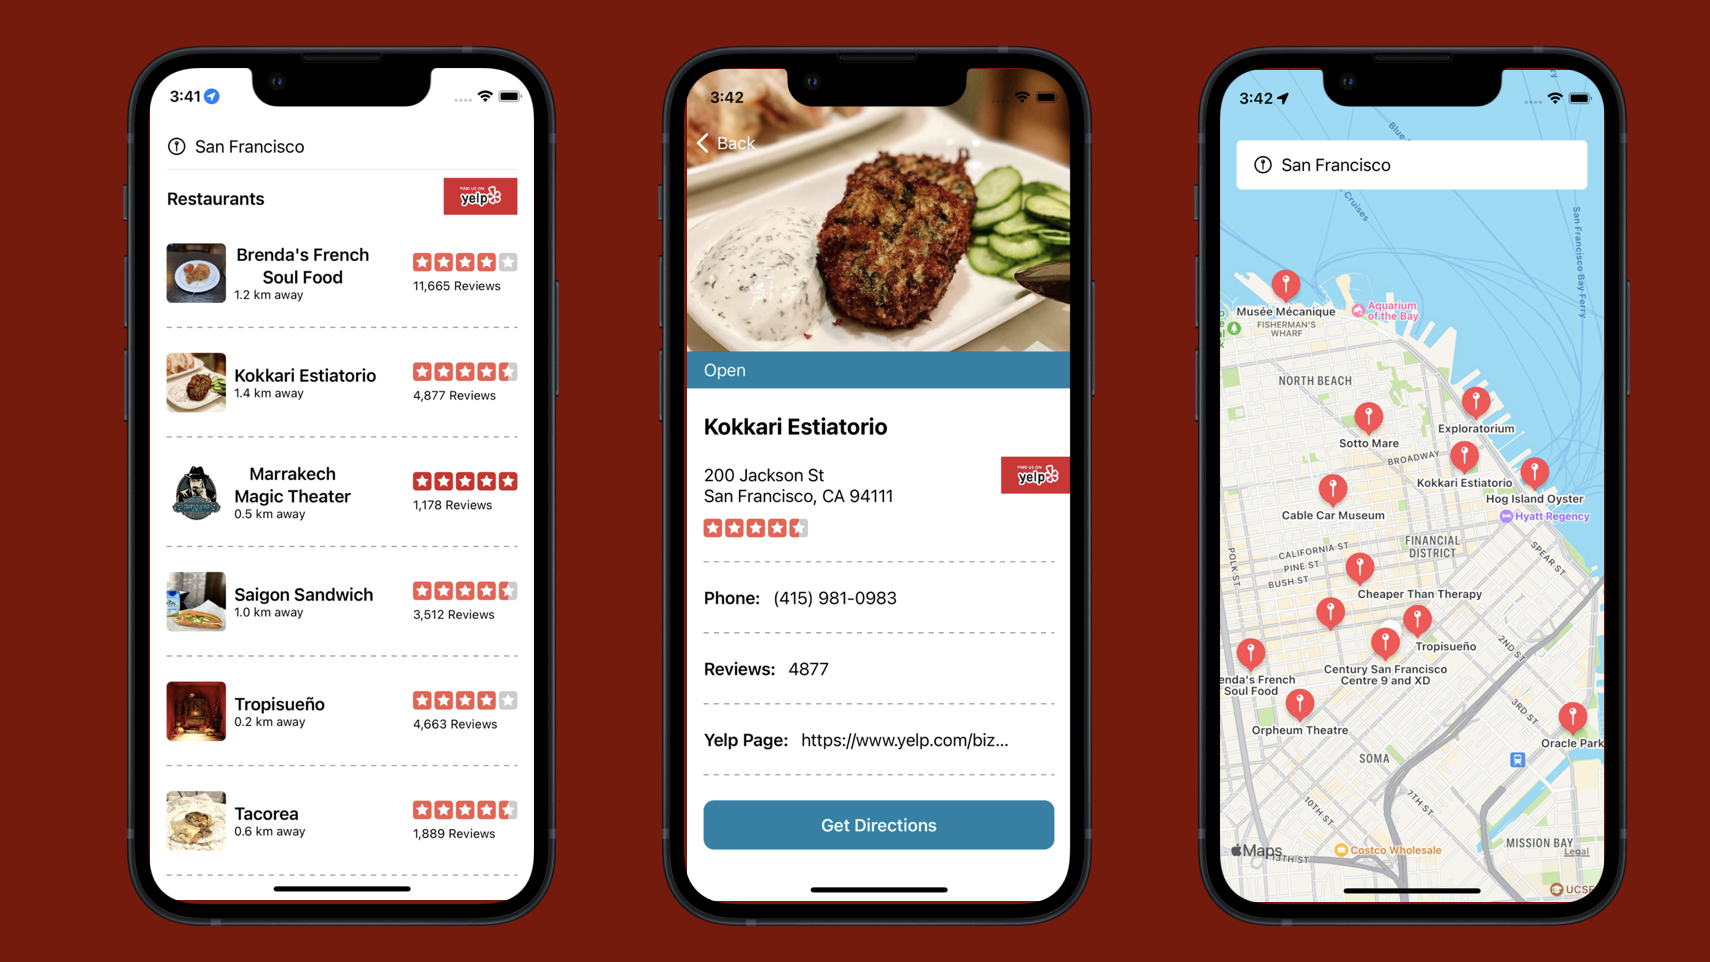 3:41
San Francisco
Restaurants
FIND US ON
yelp
Brenda's French
Soul Food
1.2 km away
11,665 Reviews
Kokkari Estiatorio
1.4 km away
4,877 Reviews
Marrakech
Magic Theater
0.5 km away
1,178 Reviews
Saigon Sandwich
1.0 km away
3,512 Reviews
Tropisueño
0.2 km away
4,663 Reviews
Tacorea
0.6 km away
1,889 Reviews
3:42
Back
Open
Kokkari Estiatorio
200 Jackson St
San Francisco, CA 94111
FIND US ON
yelp
Phone: (415) 981-0983
Reviews: 4877
Yelp Page: https://www.yelp.com/biz...
Get Directions
3:42
San Francisco
Blue
Cruises
San Francisco Bay Ferry
Musée Mécanique
FISHERMAN'S
WHARF
Aquarium
of the Bay
NORTH BEACH
Exploratorium
Sotto Mare
BROADWAY
Kokkari Estiatorio
Hog Island Oyster
Cable Car Museum
Hyatt Regency
FINANCIAL
DISTRICT
CALIFORNIA ST
PINE ST
BUSH ST
POLK ST
SPEAR ST
Cheaper Than Therapy
Tropisueño
2ND ST
Century San Francisco
Centre 9 and XD
enda's French
Soul Food
3RD ST
Orpheum Theatre
Oracle Park
SOMA
10TH ST
7TH ST
MISSION BAY
Costco Wholesale
Maps
Legal
13TH ST
UCSF